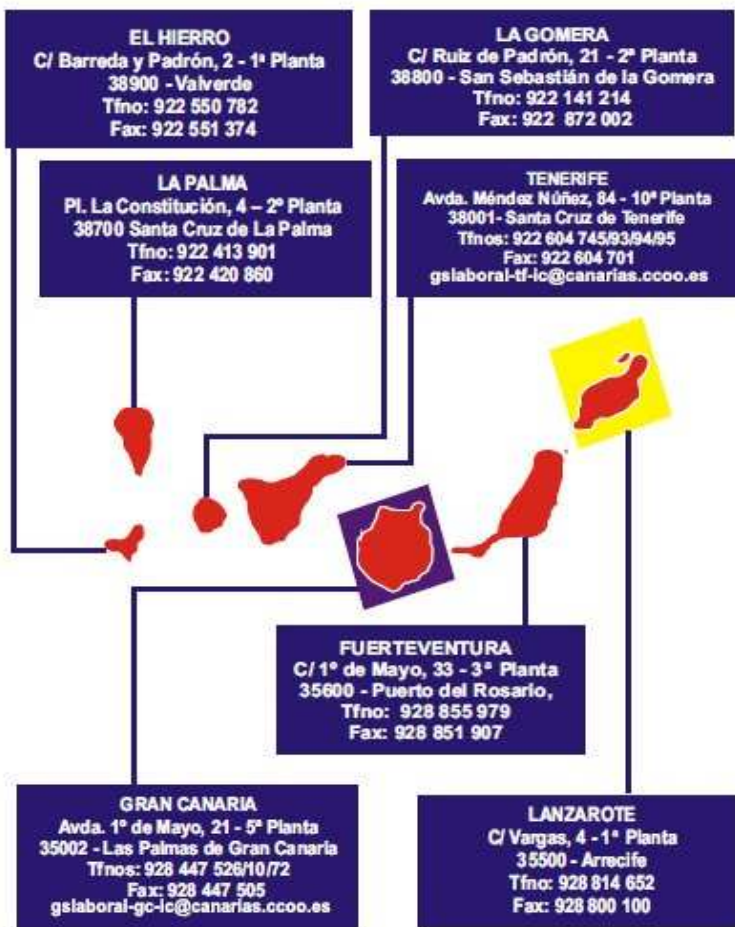 EL HIERRO
C/ Barreda y Padrón, 2 - 1ª Planta
38900 - Valverde
Tfno: 922 550 782
Fax: 922 551 374
LA GOMERA
C/ Ruiz de Padrón, 21 - 2ª Planta
38800 - San Sebastián de la Gomera
Tfno: 922 141 214
Fax: 922 872 002
LA PALMA
Pl. La Constitución, 4 – 2º Planta
38700 Santa Cruz de La Palma
Tfno: 922 413 901
Fax: 922 420 860
TENERIFE
Avda. Méndez Núñez, 84 - 10ª Planta
38001- Santa Cruz de Tenerife
Tfnos: 922 604 745/93/94/95
Fax: 922 604 701
gslaboral-tf-ic@canarias.ccoo.es
FUERTEVENTURA
C/ 1º de Mayo, 33 - 3ª Planta
35600 - Puerto del Rosario,
Tfno: 928 855 979
Fax: 928 851 907
GRAN CANARIA
Avda. 1º de Mayo, 21 - 5ª Planta
35002 - Las Palmas de Gran Canaria
Tfnos: 928 447 526/10/72
Fax: 928 447 505
gslaboral-gc-ic@canarias.ccoo.es
LANZAROTE
C/ Vargas, 4 - 1ª Planta
35500 - Arrecife
Tfno: 928 814 652
Fax: 928 800 100